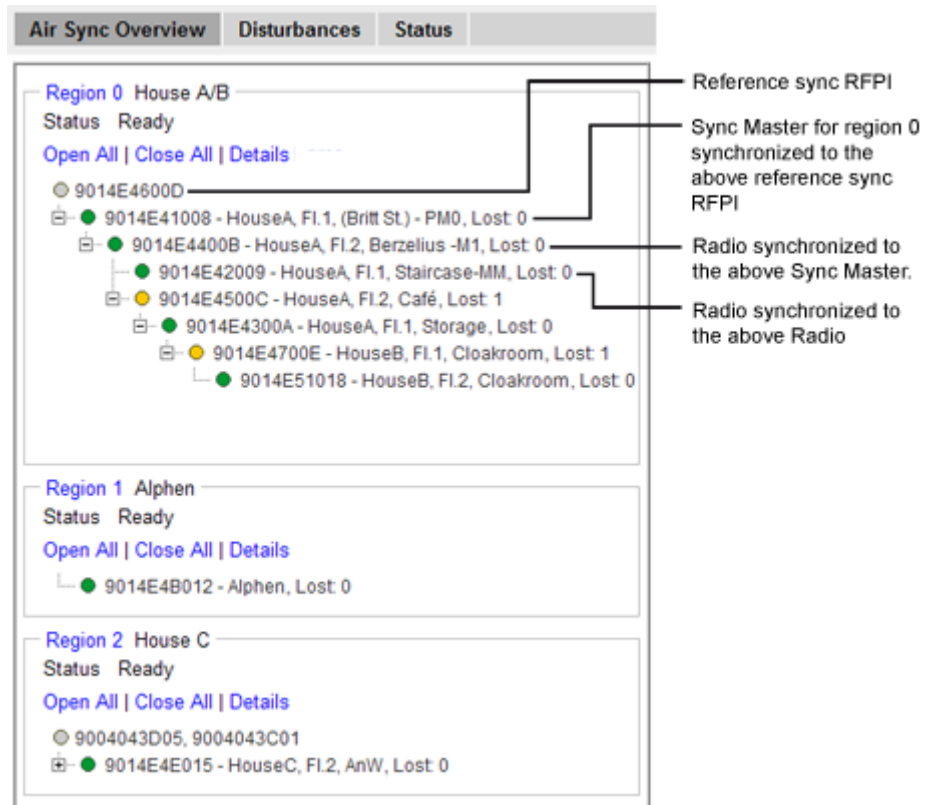 Air Sync Overview Disturbances Status
Region 0 House A/B
Status Ready
Open All | Close All | Details
9014E4600D
9014E41008 - HouseA, Fl.1, (Britt St.) - PM0, Lost: 0
9014E4400B - HouseA, Fl.2, Berzelius -M1, Lost: 0
9014E42009 - HouseA, Fl.1, Staircase-MM, Lost: 0
9014E4500C - HouseA, Fl.2, Café, Lost: 1
9014E4300A - HouseA, Fl.1, Storage, Lost: 0
9014E4700E - HouseB, Fl.1, Cloakroom, Lost: 1
9014E51018 - HouseB, Fl.2, Cloakroom, Lost: 0
Reference sync RFPI
Sync Master for region 0
synchronized to the
above reference sync
RFPI
Radio synchronized to
the above Sync Master.
Radio synchronized to
the above Radio
Region 1 Alphen
Status Ready
Open All | Close All | Details
9014E4B012 - Alphen, Lost: 0
Region 2 House C
Status Ready
Open All | Close All | Details
9004043D05, 9004043C01
9014E4E015 - HouseC, Fl.2, AnW, Lost: 0